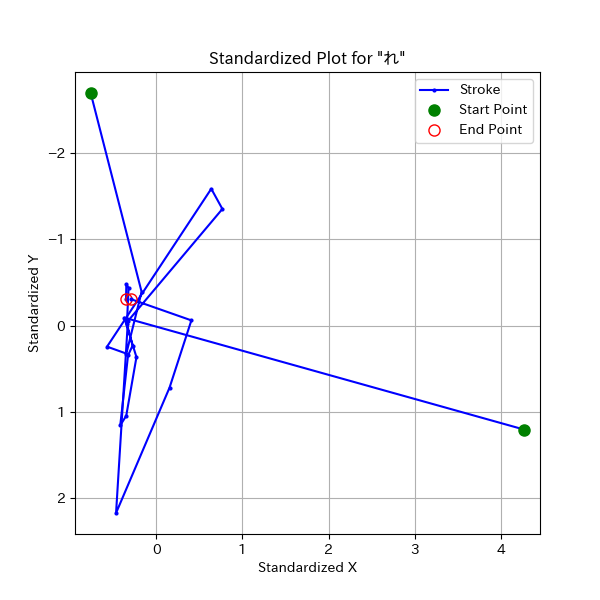 Standardized Plot for "れ"
Stroke
Start Point
End Point
Standardized Y
−2
−1
0
1
2
0
1
2
3
4
Standardized X